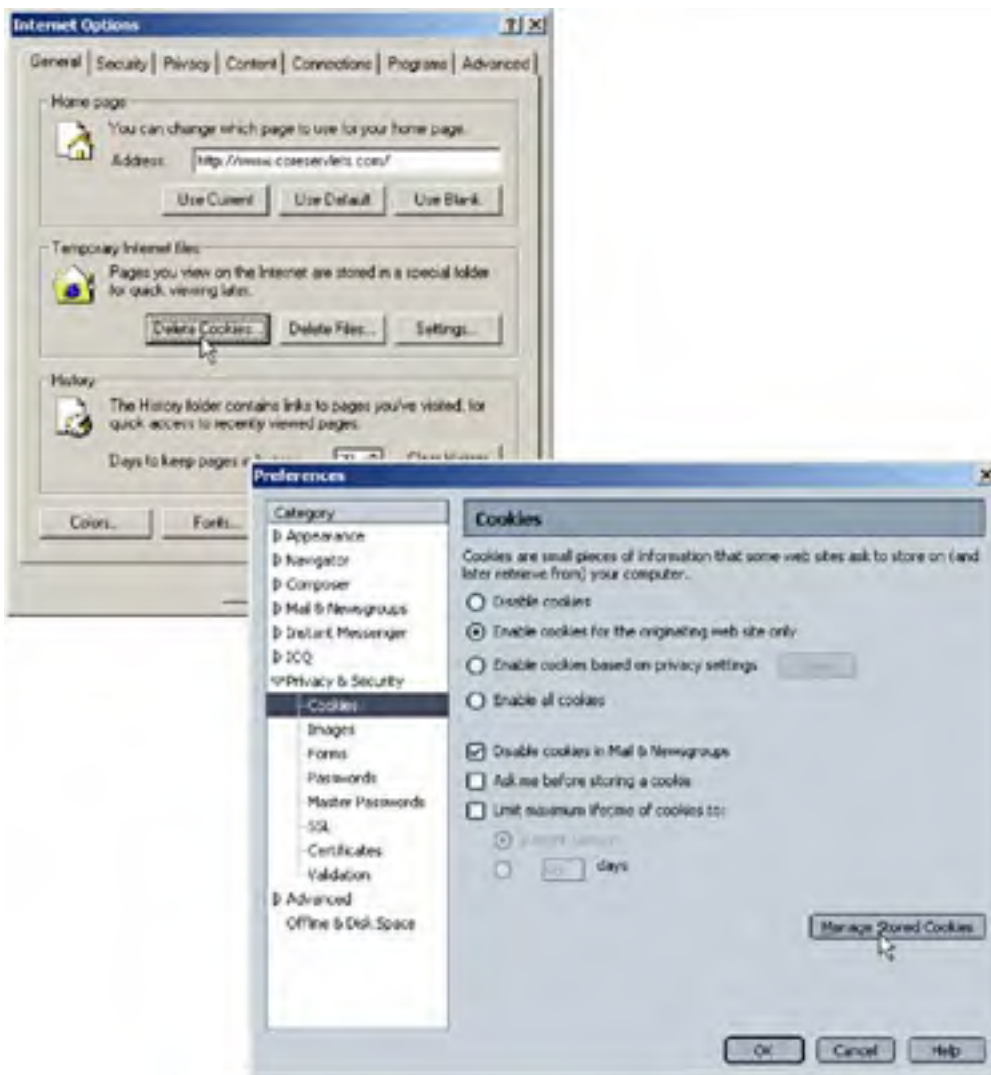 Internet Options
General Security Privacy Content Connections Programs Advanced
Home page
You can change which page to use for your home page.
Address: http://www.coreservlets.com/
Use Current Use Default Use Blank
Temporary Internet files
Pages you view on the Internet are stored in a special folder
for quick viewing later.
Delete Cookies... Delete Files... Settings...
History
The History folder contains links to pages you've visited, for
quick access to recently viewed pages.
Days to keep pages
Colors... Fonts...
Preferences
Category
Appearance
Navigator
Composer
Mail & Newsgroups
Instant Messenger
ICQ
Privacy & Security
Cookies
Images
Forms
Passwords
Master Passwords
SSL
Certificates
Validation
Advanced
Offline & Disk Space
Cookies
Cookies are small pieces of information that some web sites ask to store on (and
later retrieve from) your computer.
Disable cookies
Enable cookies for the originating web site only
Enable cookies based on privacy settings
Enable all cookies
Disable cookies in Mail & Newsgroups
Ask me before storing a cookie
Limit maximum lifetime of cookies to:
days
Manage Stored Cookies
OK Cancel Help